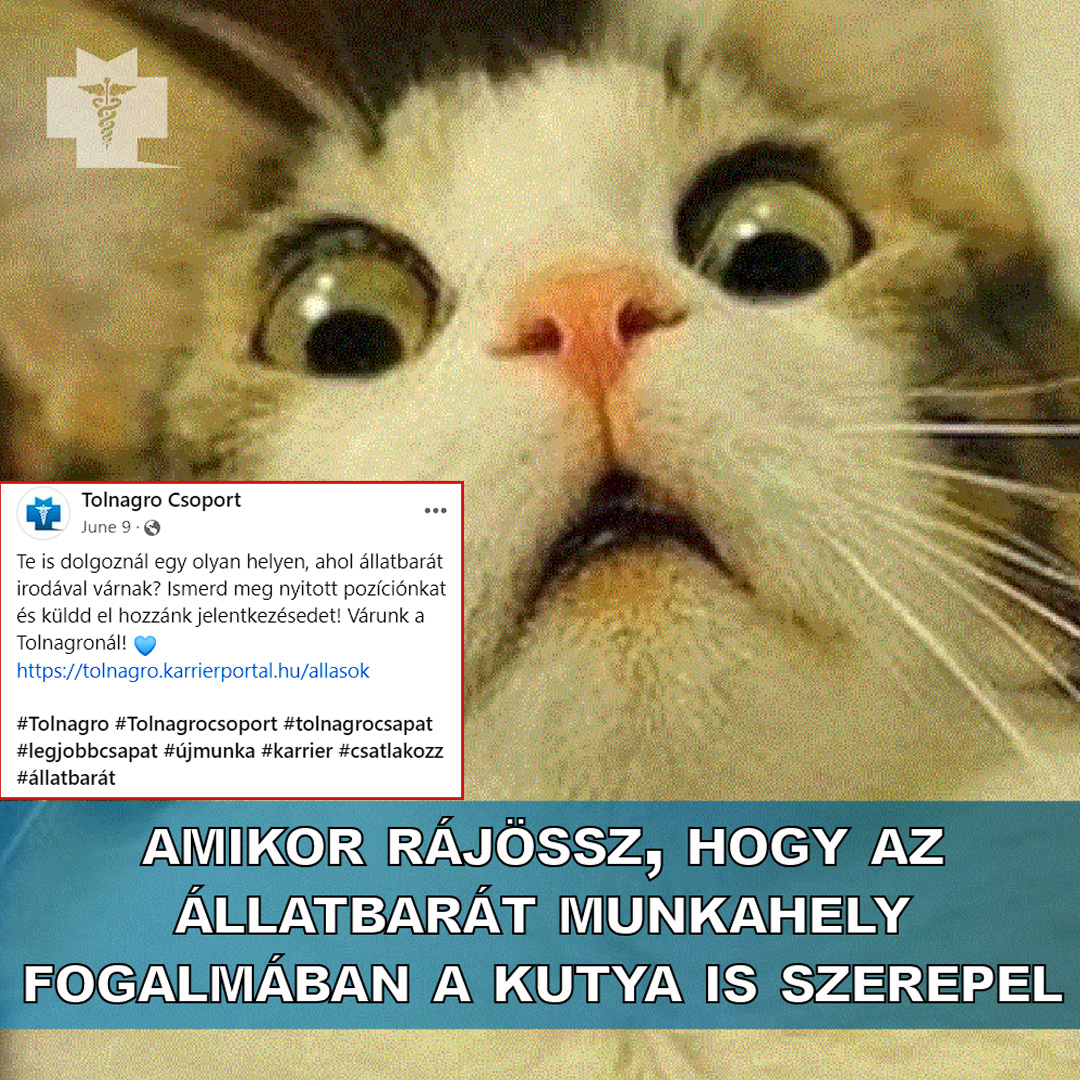 Tolnagro Csoport
June 9 ·
Te is dolgoznál egy olyan helyen, ahol állatbarát
irodával várnak? Ismerd meg nyitott pozíciónkat
és küldd el hozzánk jelentkezésedet! Várunk a
Tolnagronál! 💙
https://tolnagro.karrierportal.hu/allasok
#Tolnagro #Tolnagrocsoport #tolnagrocsapat
#legjobbcsapat #újmunka #karrier #csatlakozz
#állatbarát
AMIKOR RÁJÖSSZ, HOGY AZ
ÁLLATBARÁT MUNKAHELY
FOGALMÁBAN A KUTYA IS SZEREPEL